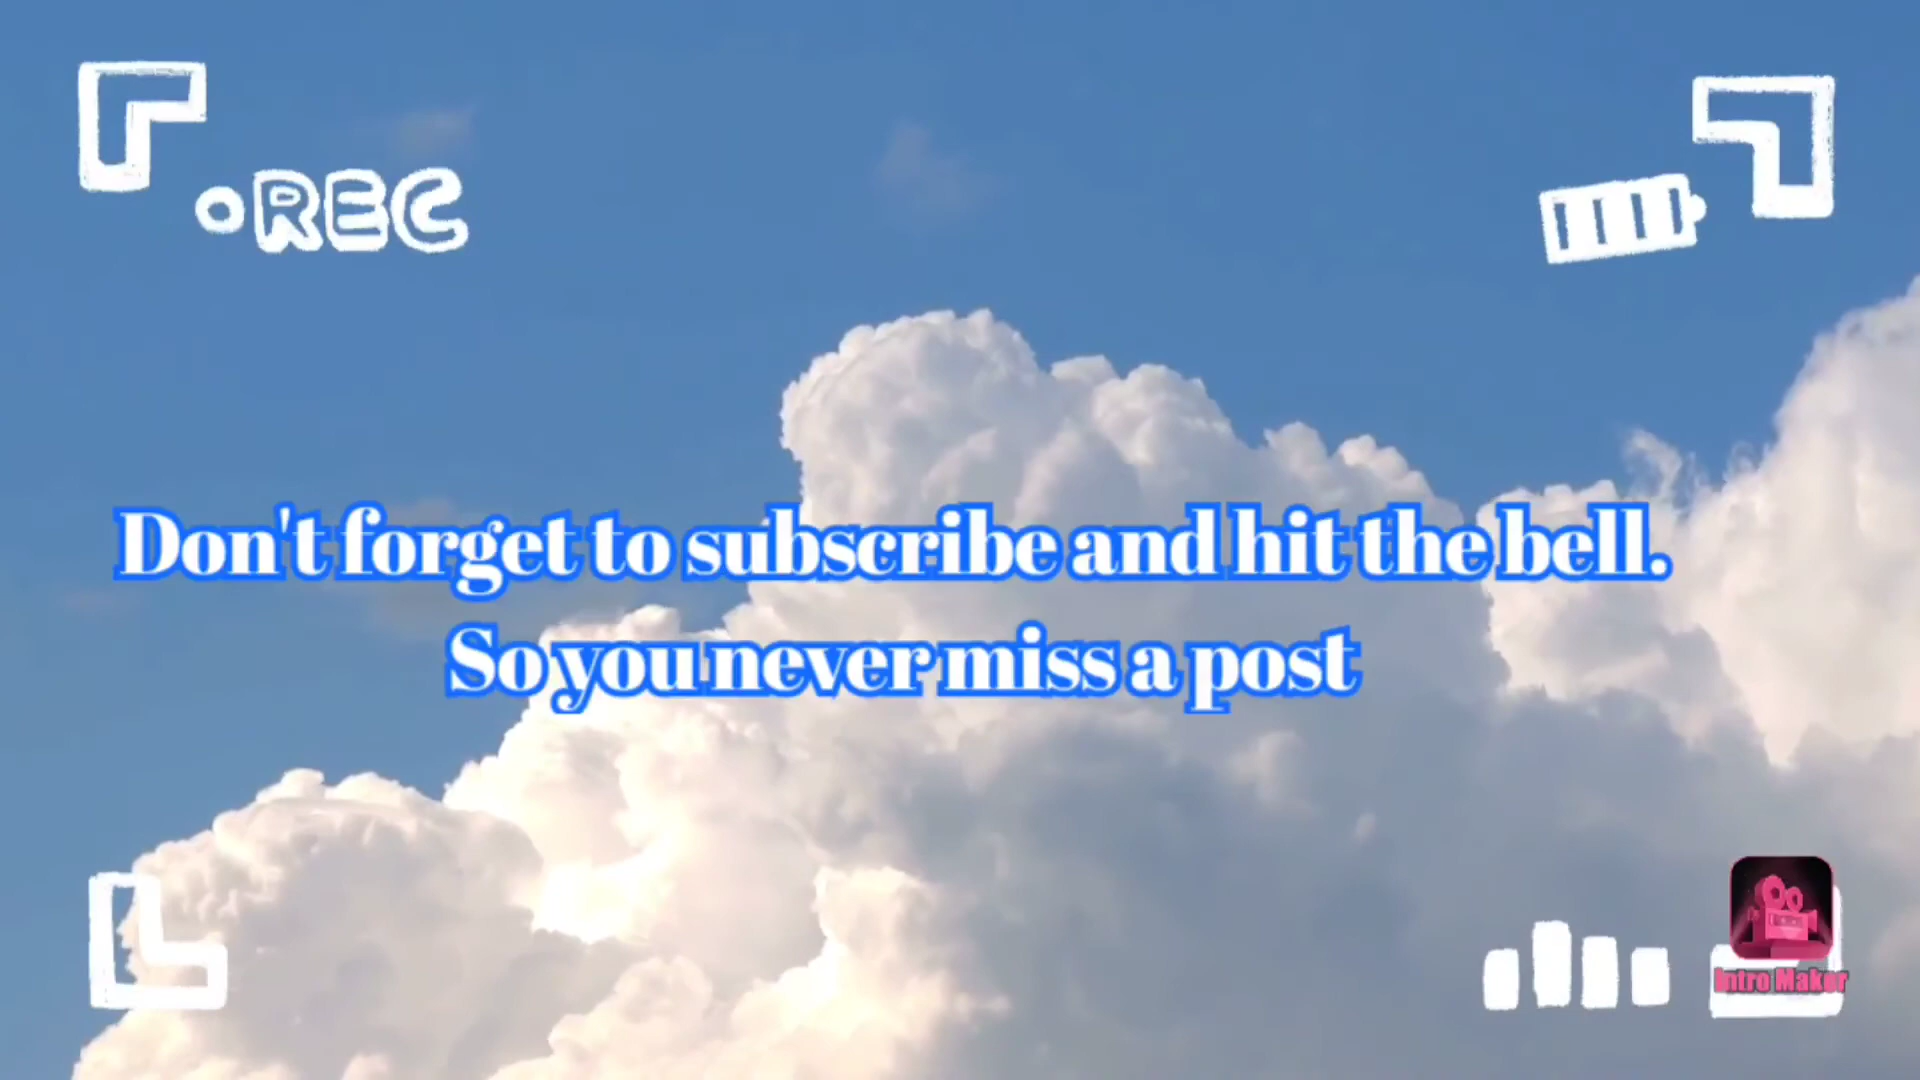 REC
Don't forget to subscribe and hit the bell.
So you never miss a post
Intro Maker